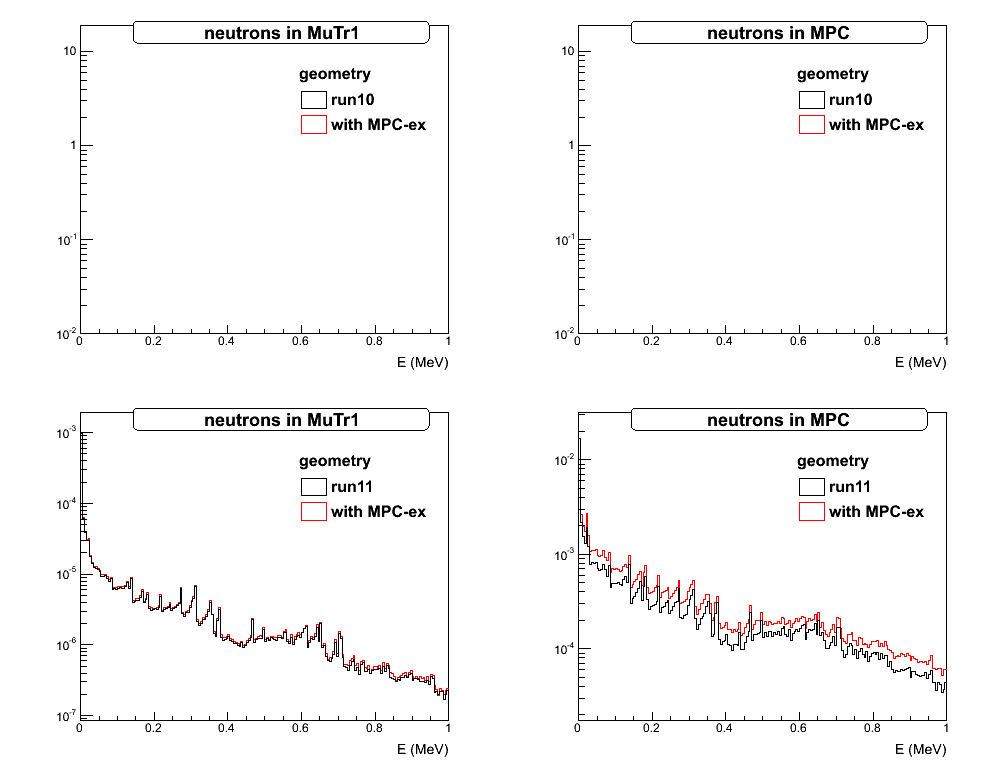 neutrons in MuTr1
10
1
10-1
10-2
geometry
run10
with MPC-ex
0 0.2 0.4 0.6 0.8 1
E (MeV)
neutrons in MPC
10
1
10-1
10-2
geometry
run10
with MPC-ex
0 0.2 0.4 0.6 0.8 1
E (MeV)
neutrons in MuTr1
10-3
10-4
10-5
10-6
10-7
geometry
run11
with MPC-ex
0 0.2 0.4 0.6 0.8 1
E (MeV)
neutrons in MPC
10-2
10-3
10-4
geometry
run11
with MPC-ex
0 0.2 0.4 0.6 0.8 1
E (MeV)